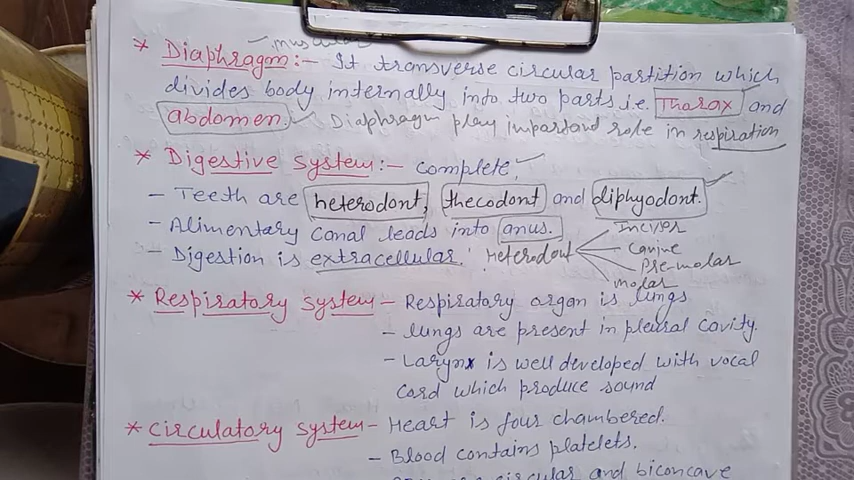 muscular
* Diaphragm:- It transverse circular partition which
divides body internally into two parts i.e. Tharax and
abdomen. Diaphragm play important role in respiration
* Digestive system:- complete
- Teeth are heterodont, thecodont and diphyodont.
- Alimentary canal leads into anus.
Incisor
- Digestion is extracellular. Heterodont
canine
Pre-molar
molar
* Respiratory system - Respiratory organ is lungs
- lungs are present in pleural cavity.
- Larynx is well developed with vocal
cord which produce sound
* circulatory system - Heart is four chambered.
- Blood contains platelets.
circular and biconcave